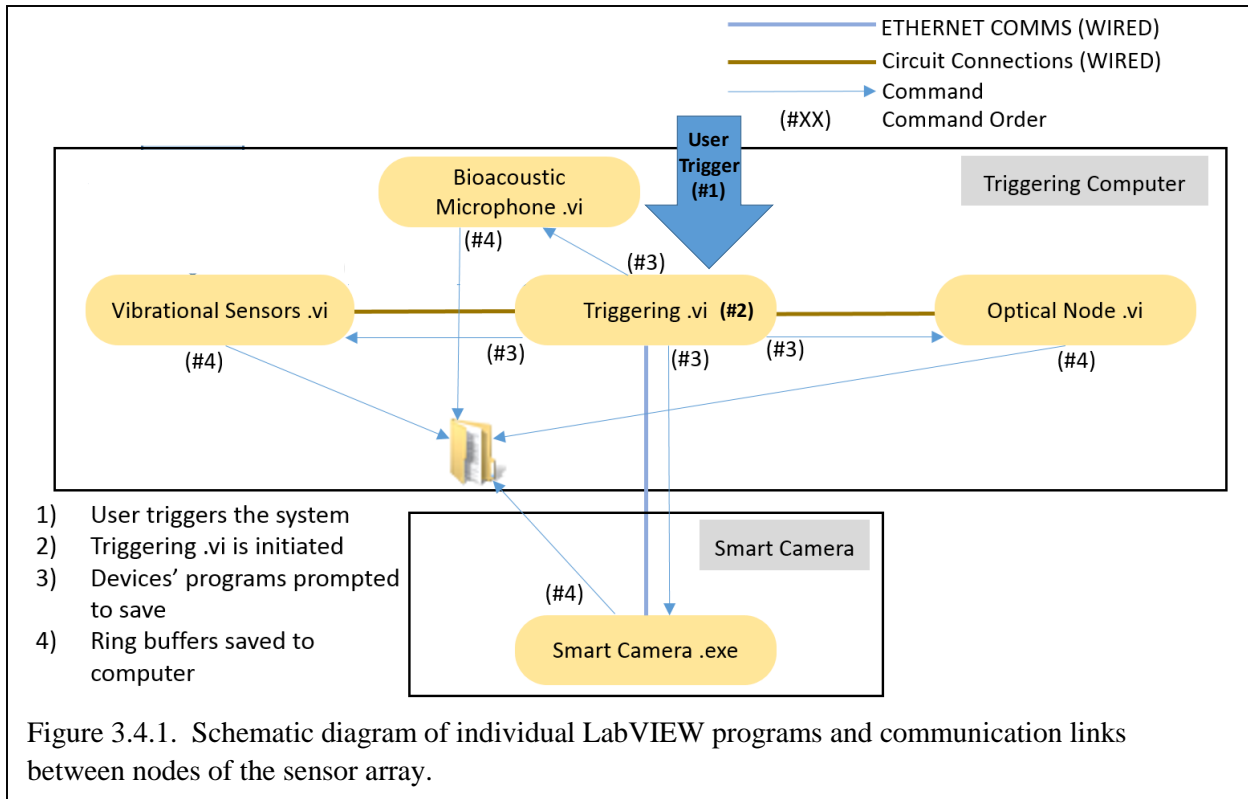 ETHERNET COMMS (WIRED)
Circuit Connections (WIRED)
Command
(#XX) Command Order
User
Trigger
(#1)
Triggering Computer
Bioacoustic
Microphone .vi
(#4)
(#3)
Vibrational Sensors .vi
Triggering .vi (#2)
Optical Node .vi
(#4)
(#3)
(#3)
(#3)
(#4)
1) User triggers the system
2) Triggering .vi is initiated
3) Devices’ programs prompted
to save
4) Ring buffers saved to
computer
Smart Camera
(#4)
Smart Camera .exe
Figure 3.4.1. Schematic diagram of individual LabVIEW programs and communication links
between nodes of the sensor array.